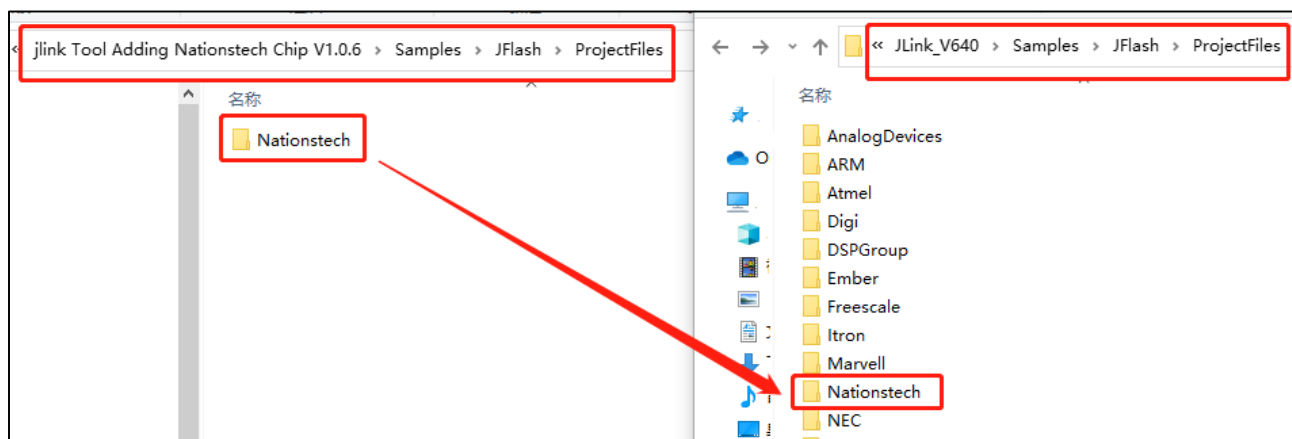 « jlink Tool Adding Nationstech Chip V1.0.6 > Samples > JFlash > ProjectFiles
名称
Nationstech
« JLink_V640 > Samples > JFlash > ProjectFiles
名称
AnalogDevices
ARM
Atmel
Digi
DSPGroup
Ember
Freescale
Itron
Marvell
Nationstech
NEC
O